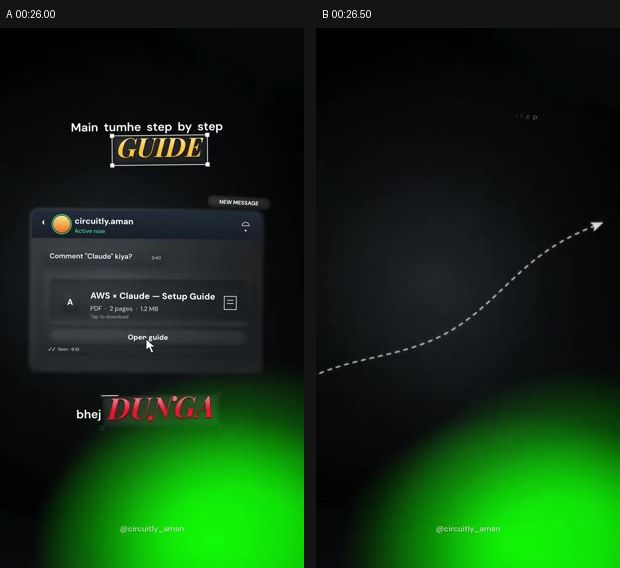 A 00:26.00
Main tumhe step by step
GUIDE
NEW MESSAGE
circuitly.aman
Active now
Comment "Claude" kiya?
9:40
A
AWS × Claude — Setup Guide
PDF · 2 pages · 1.2 MB
Tap to download
Open guide
Seen · 9:41
bhej DUNGA
@circuitly_aman
B 00:26.50
@circuitly_aman